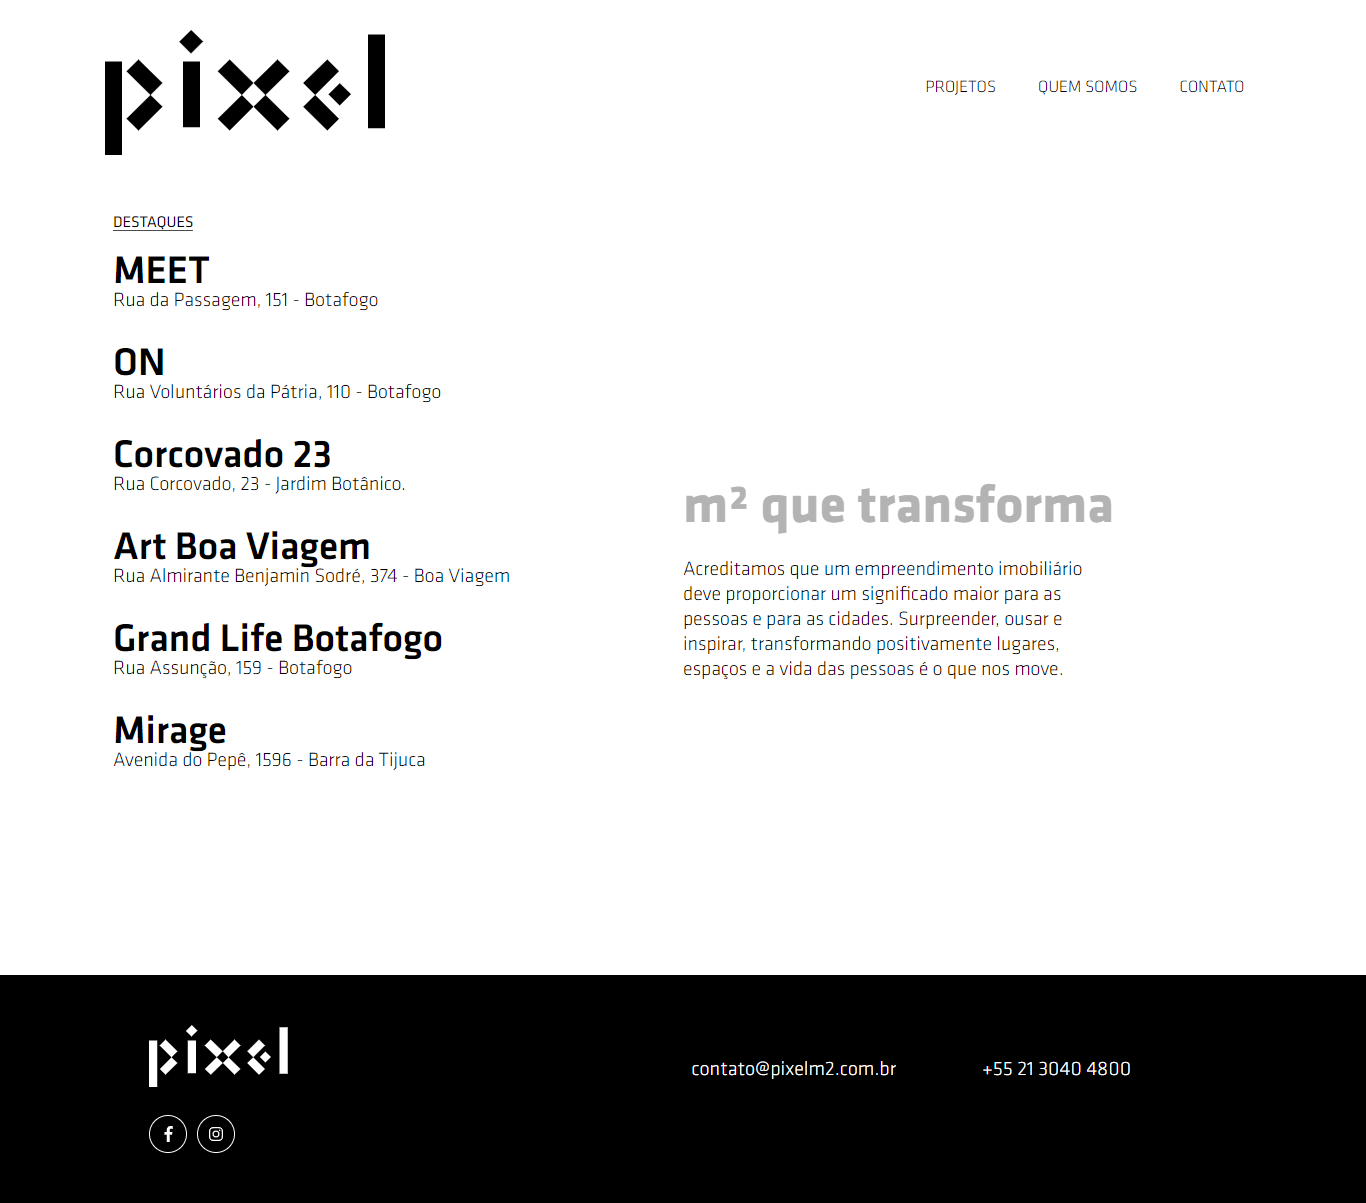 pixel
PROJETOS QUEM SOMOS CONTATO
DESTAQUES
MEET
Rua da Passagem, 151 - Botafogo
ON
Rua Voluntários da Pátria, 110 - Botafogo
Corcovado 23
Rua Corcovado, 23 - Jardim Botânico.
Art Boa Viagem
Rua Almirante Benjamin Sodré, 374 - Boa Viagem
Grand Life Botafogo
Rua Assunção, 159 - Botafogo
Mirage
Avenida do Pepê, 1596 - Barra da Tijuca
m² que transforma
Acreditamos que um empreendimento imobiliário
deve proporcionar um significado maior para as
pessoas e para as cidades. Surpreender, ousar e
inspirar, transformando positivamente lugares,
espaços e a vida das pessoas é o que nos move.
pixel
contato@pixelm2.com.br +55 21 3040 4800